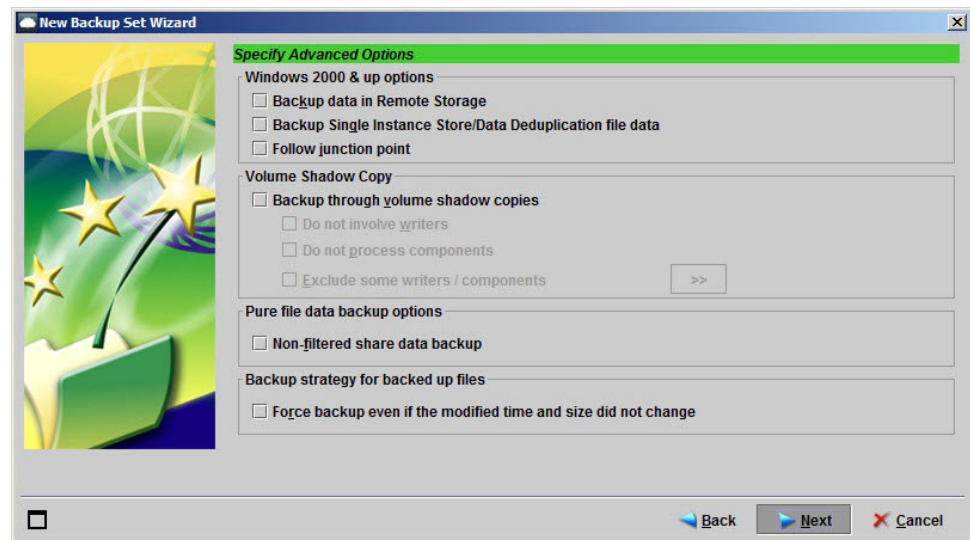 New Backup Set Wizard
Specify Advanced Options
Windows 2000 & up options
Backup data in Remote Storage
Backup Single Instance Store/Data Deduplication file data
Follow junction point
Volume Shadow Copy
Backup through volume shadow copies
Do not involve writers
Do not process components
Exclude some writers / components >>
Pure file data backup options
Non-filtered share data backup
Backup strategy for backed up files
Force backup even if the modified time and size did not change
Back Next Cancel